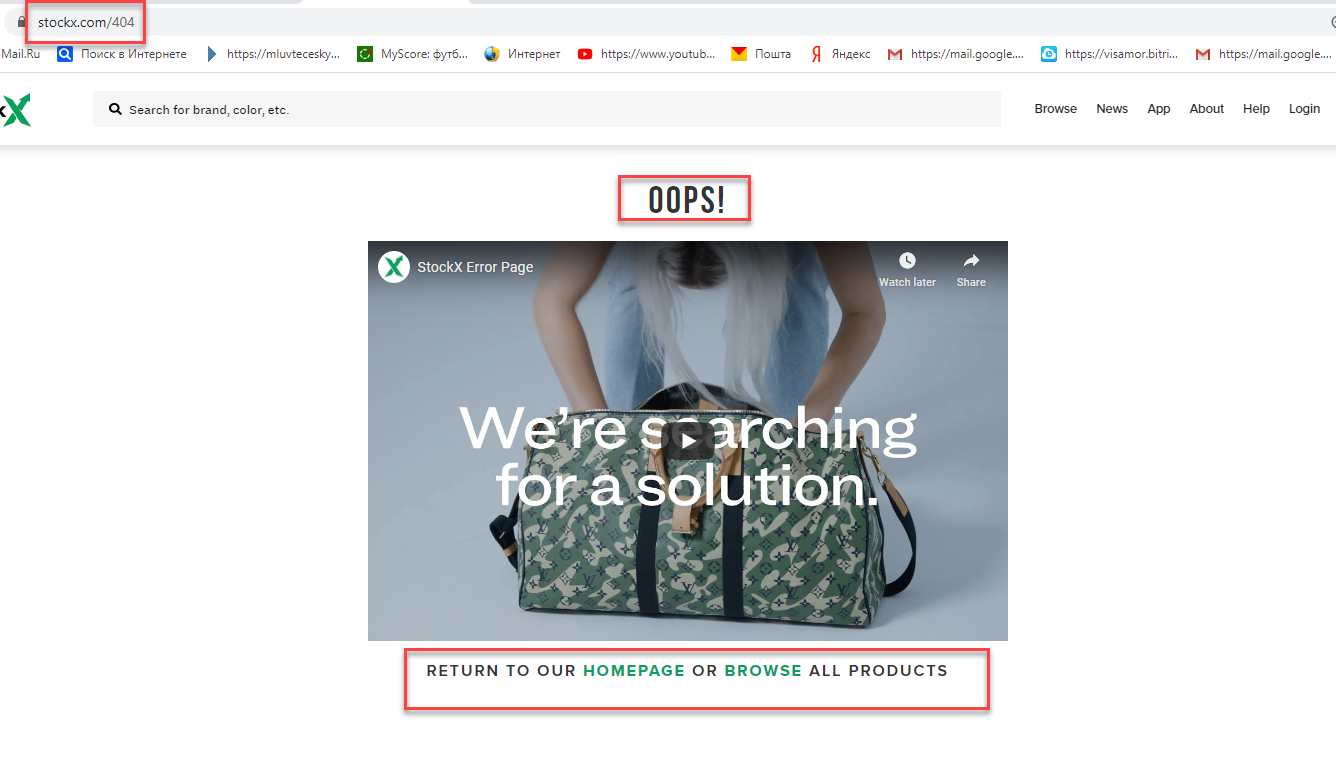 stockx.com/404
Mail.Ru Поиск в Интернете https://mluvtecesky... MyScore: футб... Интернет https://www.youtub... Пошта Яндекс https://mail.google.... https://visamor.bitri... https://mail.google....
X Search for brand, color, etc. Browse News App About Help Login
OOPS!
StockX Error Page Watch later Share
We're searching
for a solution.
RETURN TO OUR HOMEPAGE OR BROWSE ALL PRODUCTS